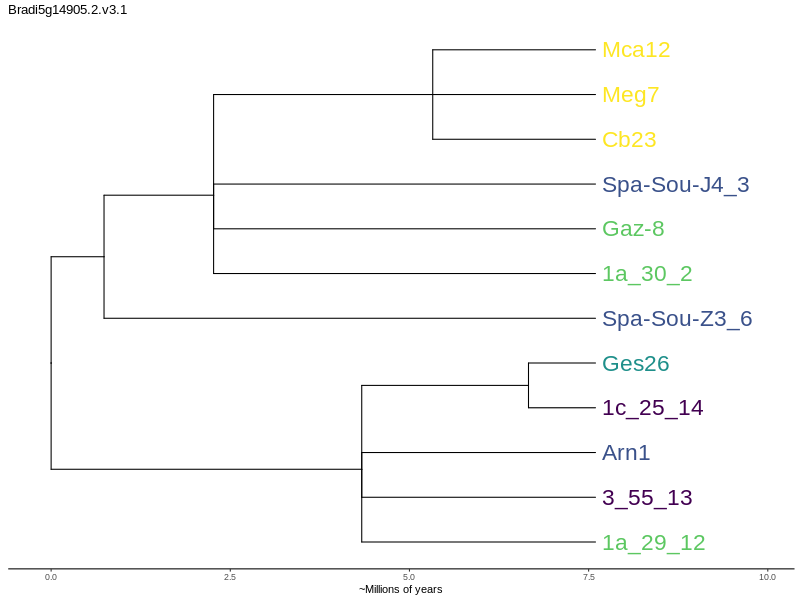 Bradi5g14905.2.v3.1
Mca12
Meg7
Cb23
Spa-Sou-J4_3
Gaz-8
1a_30_2
Spa-Sou-Z3_6
Ges26
1c_25_14
Arn1
3_55_13
1a_29_12
0.0 2.5 5.0 7.5 10.0
~Millions of years